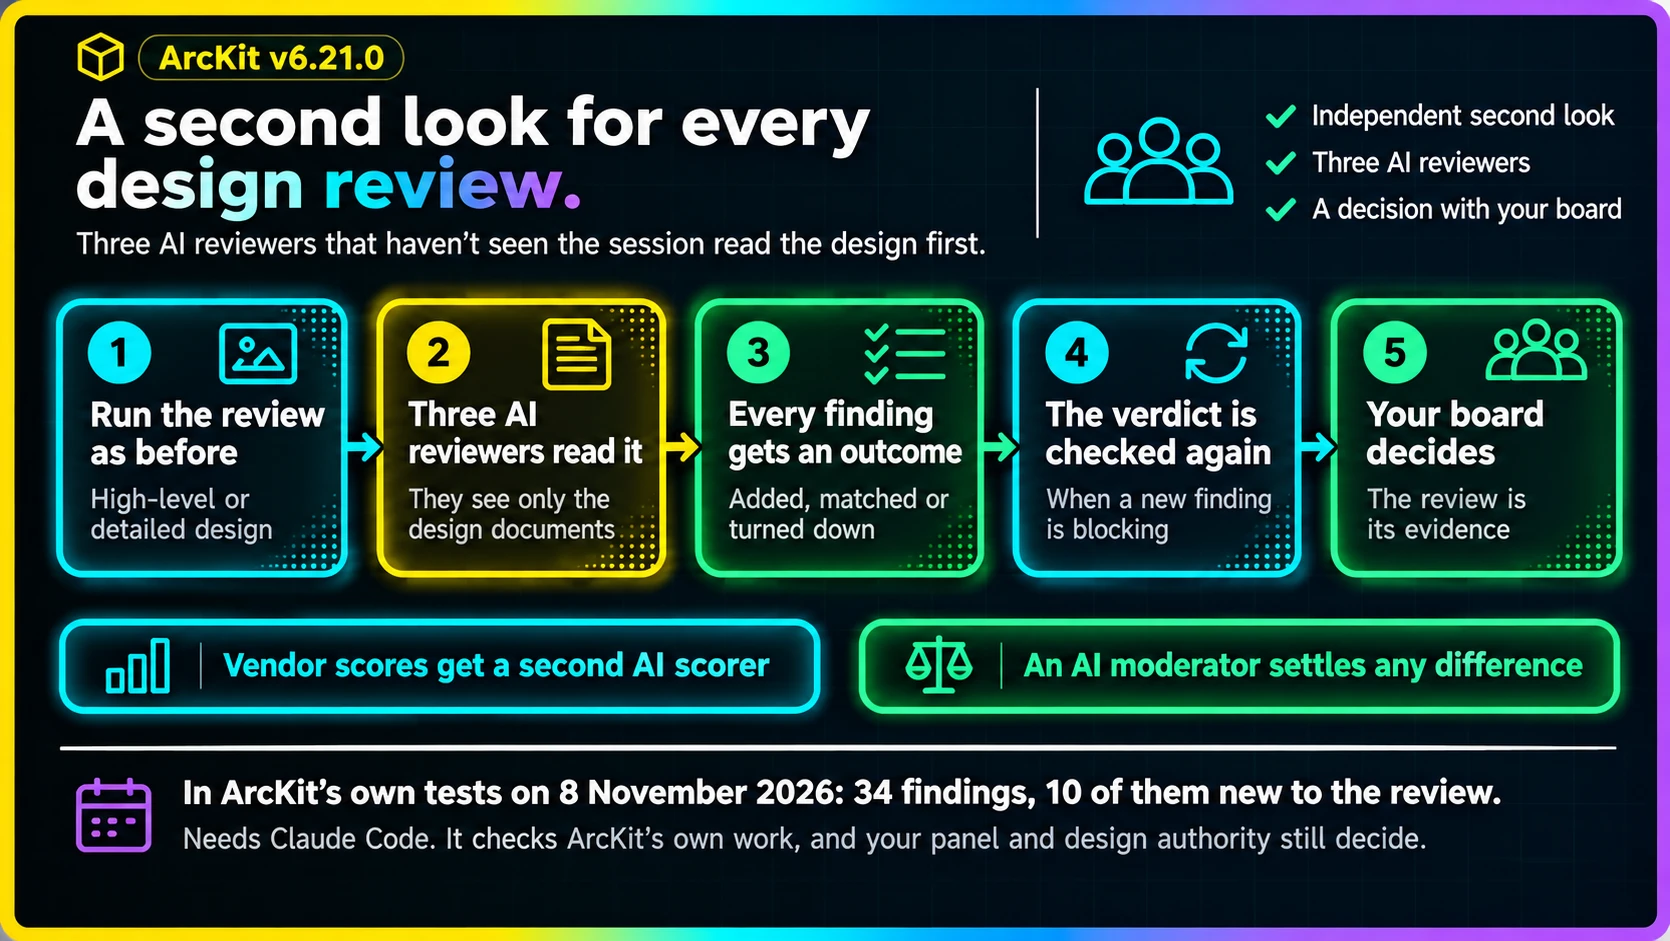 ArcKit v6.21.0
A second look for every
design review.
Three AI reviewers that haven't seen the session read the design first.
Independent second look
Three AI reviewers
A decision with your board
1
Run the review
as before
High-level or
detailed design
2
Three AI
reviewers read it
They see only the
design documents
3
Every finding
gets an outcome
Added, matched or
turned down
4
The verdict is
checked again
When a new finding
is blocking
5
Your board
decides
The review is
its evidence
Vendor scores get a second AI scorer
An AI moderator settles any difference
In ArcKit's own tests on 8 November 2026: 34 findings, 10 of them new to the review.
Needs Claude Code. It checks ArcKit's own work, and your panel and design authority still decide.